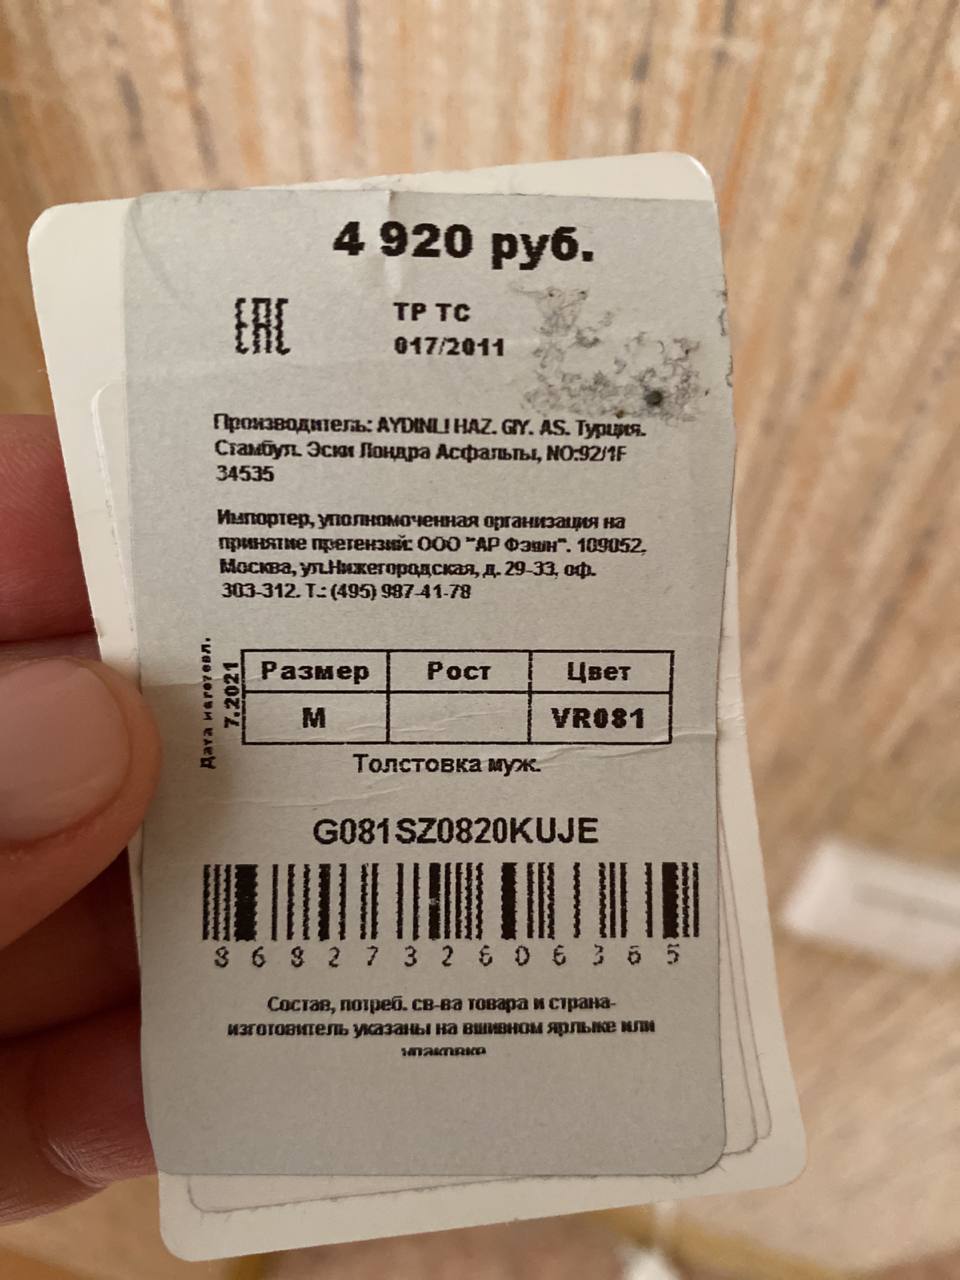 4 920 руб.
ЕАС
ТР ТС
017/2011
Производитель: AYDINLI HAZ. GIY. AS. Турция.
Стамбул. Эски Лондра Асфальты, NO:92/1F
34535
Импортер, уполномоченная организация на
принятие претензий: ООО "АР Фэшн". 109052,
Москва, ул.Нижегородская, д. 29-33, оф.
303-312. Т.: (495) 987-41-78
Дата изготовл.
7.2021
Размер Рост Цвет
M VR081
Толстовка муж.
G081SZ0820KUJE
8682732606365
Состав, потреб. св-ва товара и страна-
изготовитель указаны на вшивном ярлыке или
упаковке